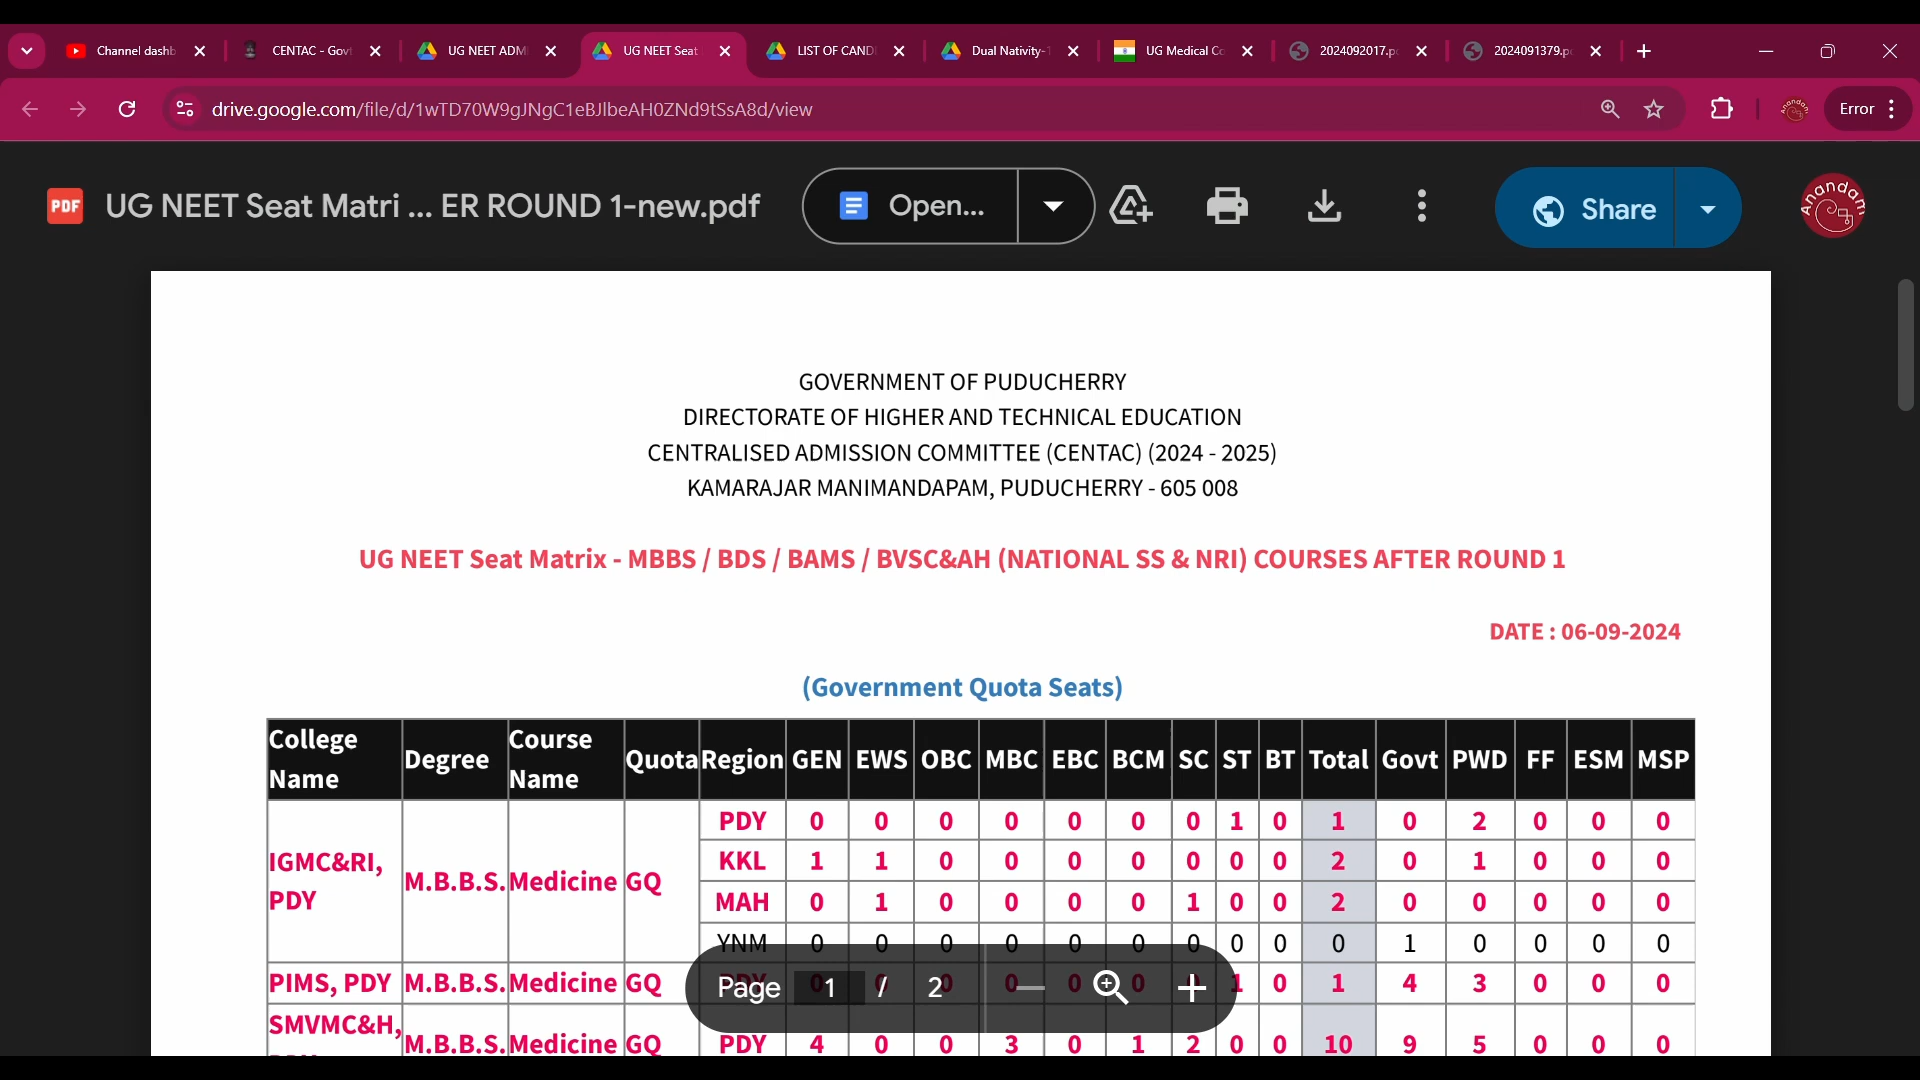 Channel dashb
CENTAC - Gov
UG NEET ADM
UG NEET Seat
LIST OF CAND
Dual Nativity-
UG Medical Co
2024092017.p
2024091379.p
drive.google.com/file/d/1wTD70W9gJNgC1eBJlbeAH0ZNd9tSsA8d/view
Error
PDF UG NEET Seat Matri ... ER ROUND 1-new.pdf
Open...
Share
Anandam
GOVERNMENT OF PUDUCHERRY
DIRECTORATE OF HIGHER AND TECHNICAL EDUCATION
CENTRALISED ADMISSION COMMITTEE (CENTAC) (2024 - 2025)
KAMARAJAR MANIMANDAPAM, PUDUCHERRY - 605 008
UG NEET Seat Matrix - MBBS / BDS / BAMS / BVSC&AH (NATIONAL SS & NRI) COURSES AFTER ROUND 1
DATE : 06-09-2024
(Government Quota Seats)
College Name Degree Course Name Quota Region GEN EWS OBC MBC EBC BCM SC ST BT Total Govt PWD FF ESM MSP
IGMC&RI, PDY M.B.B.S. Medicine GQ
PDY 0 0 0 0 0 0 0 1 0 1 0 2 0 0 0
KKL 1 1 0 0 0 0 0 0 0 2 0 1 0 0 0
MAH 0 1 0 0 0 0 1 0 0 2 0 0 0 0 0
YNM 0 0 0 0 0 0 0 0 0 0 1 0 0 0 0
PIMS, PDY M.B.B.S. Medicine GQ PDY 0 0 0 0 1 0 1 4 3 0 0 0
Page 1 / 2
SMVMC&H, M.B.B.S. Medicine GQ PDY 4 0 0 3 0 1 2 0 0 10 9 5 0 0 0